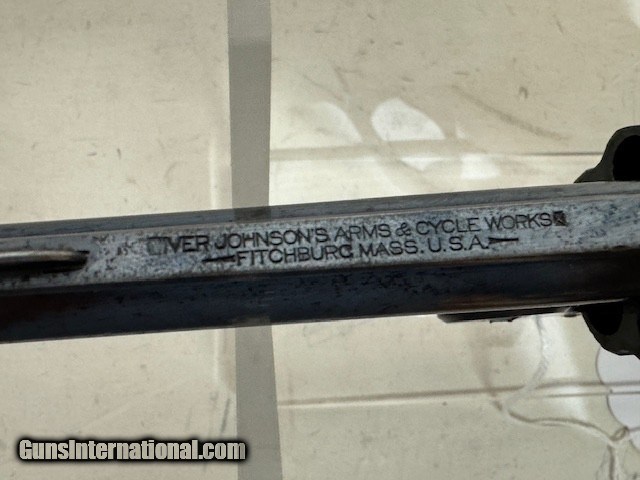 IVER JOHNSON'S ARMS & CYCLE WORKS
FITCHBURG MASS. U.S.A.
GunsInternational.com